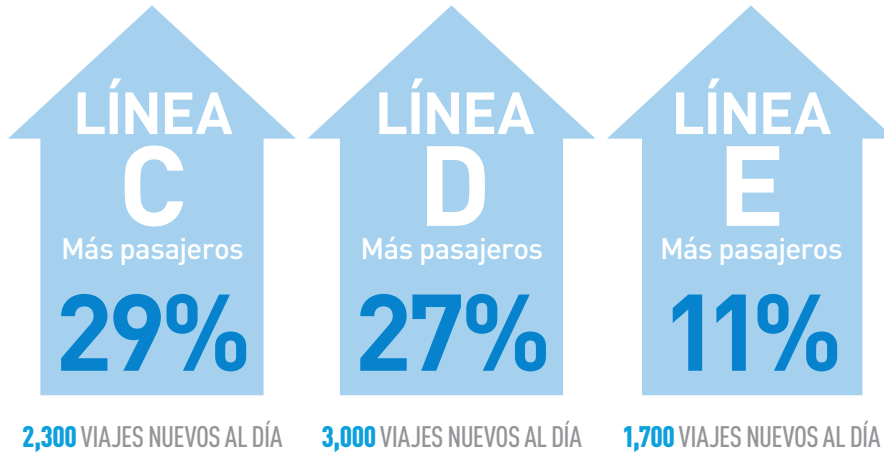 LÍNEA
C
Más pasajeros
29%
2,300 VIAJES NUEVOS AL DÍA
LÍNEA
D
Más pasajeros
27%
3,000 VIAJES NUEVOS AL DÍA
LÍNEA
E
Más pasajeros
11%
1,700 VIAJES NUEVOS AL DÍA